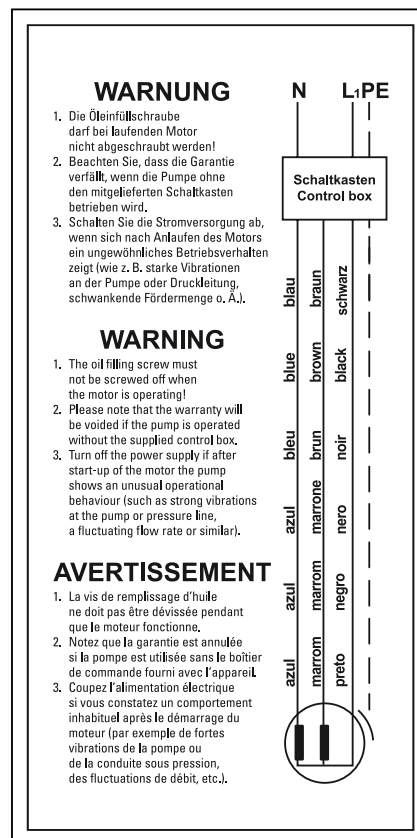 WARNUNG
1. Die Öleinfüllschraube
darf bei laufenden Motor
nicht abgeschraubt werden!
2. Beachten Sie, dass die Garantie
verfällt, wenn die Pumpe ohne
den mitgelieferten Schaltkasten
betrieben wird.
3. Schalten Sie die Stromversorgung ab,
wenn sich nach Anlaufen des Motors
ein ungewöhnliches Betriebsverhalten
zeigt (wie z. B. starke Vibrationen
an der Pumpe oder Druckleitung,
schwankende Fördermenge o. Ä.).
WARNING
1. The oil filling screw must
not be screwed off when
the motor is operating!
2. Please note that the warranty will
be voided if the pump is operated
without the supplied control box.
3. Turn off the power supply if after
start-up of the motor the pump
shows an unusual operational
behaviour (such as strong vibrations
at the pump or pressure line,
a fluctuating flow rate or similar).
AVERTISSEMENT
1. La vis de remplissage d'huile
ne doit pas être dévissée pendant
que le moteur fonctionne.
2. Notez que la garantie est annulée
si la pompe est utilisée sans le boîtier
de commande fourni avec l'appareil.
3. Coupez l'alimentation électrique
si vous constatez un comportement
inhabituel après le démarrage du
moteur (par exemple de fortes
vibrations de la pompe ou
de la conduite sous pression,
des fluctuations de débit, etc.).
N L1 PE
Schaltkasten
Control box
blau braun schwarz
blue brown black
bleu brun noir
azul marrone nero
azul marrom negro
azul marrom preto